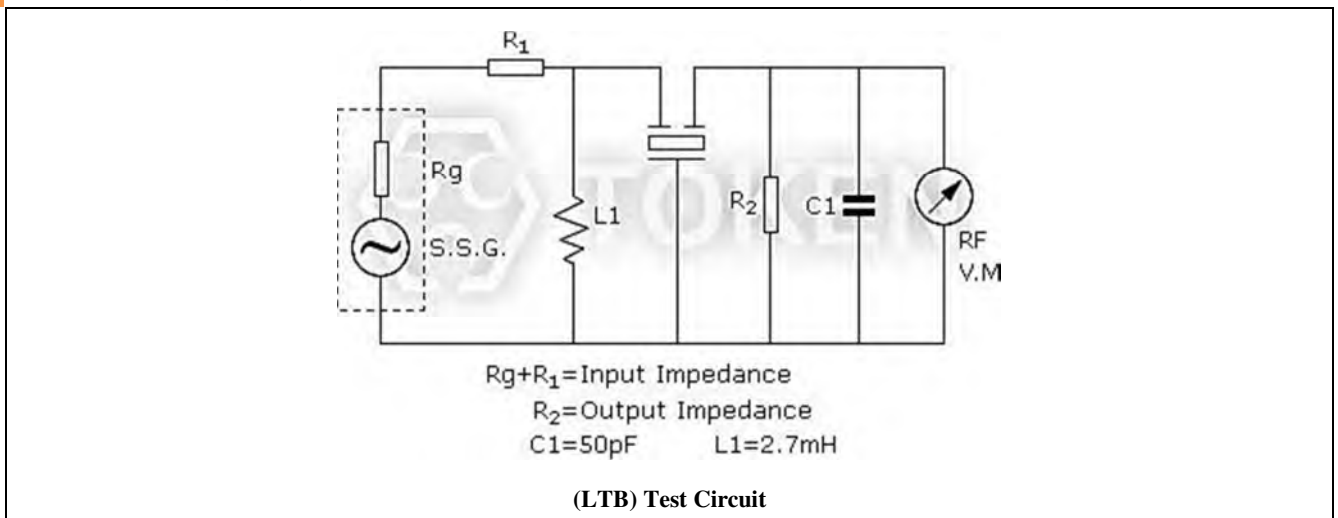 R₁
Rg
S.S.G.
TOKEN
L1
R₂
C1
RF
V.M
Rg+R₁=Input Impedance
R₂=Output Impedance
C1=50pF L1=2.7mH
(LTB) Test Circuit